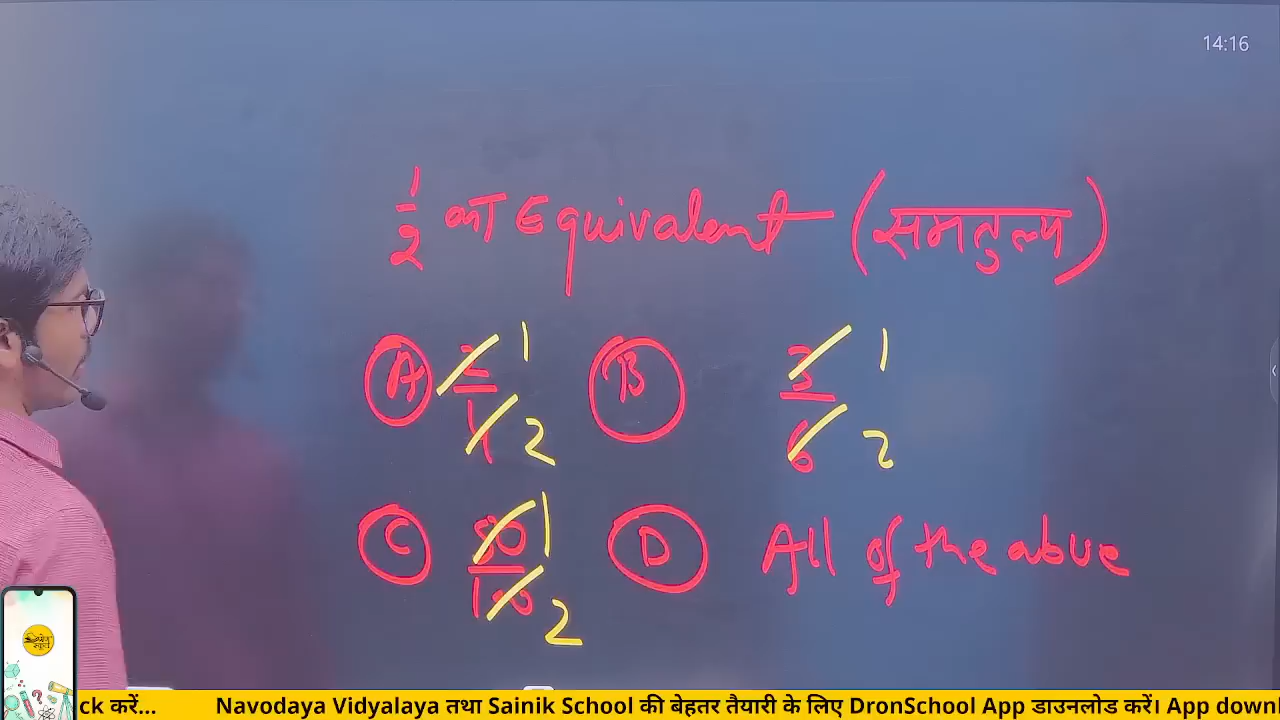 14:16
1/2 का Equivalent (समतुल्य)
A 2/4 1/2 B 3/6 1/2
C 50/100 1/2 D All of the above
ck करें... Navodaya Vidyalaya तथा Sainik School की बेहतर तैयारी के लिए DronSchool App डाउनलोड करें। App down